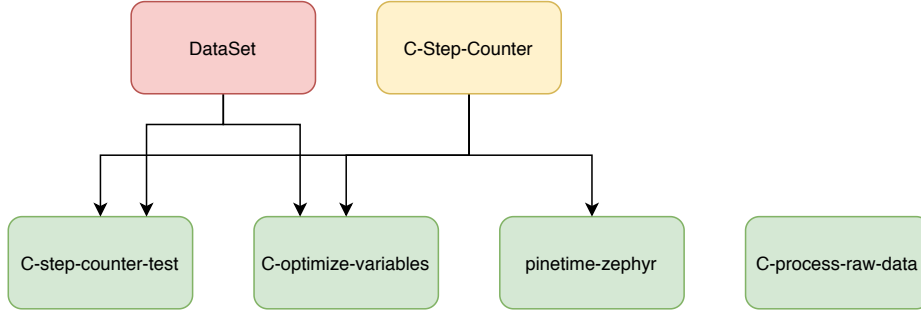 DataSet
C-Step-Counter
C-step-counter-test
C-optimize-variables
pinetime-zephyr
C-process-raw-data